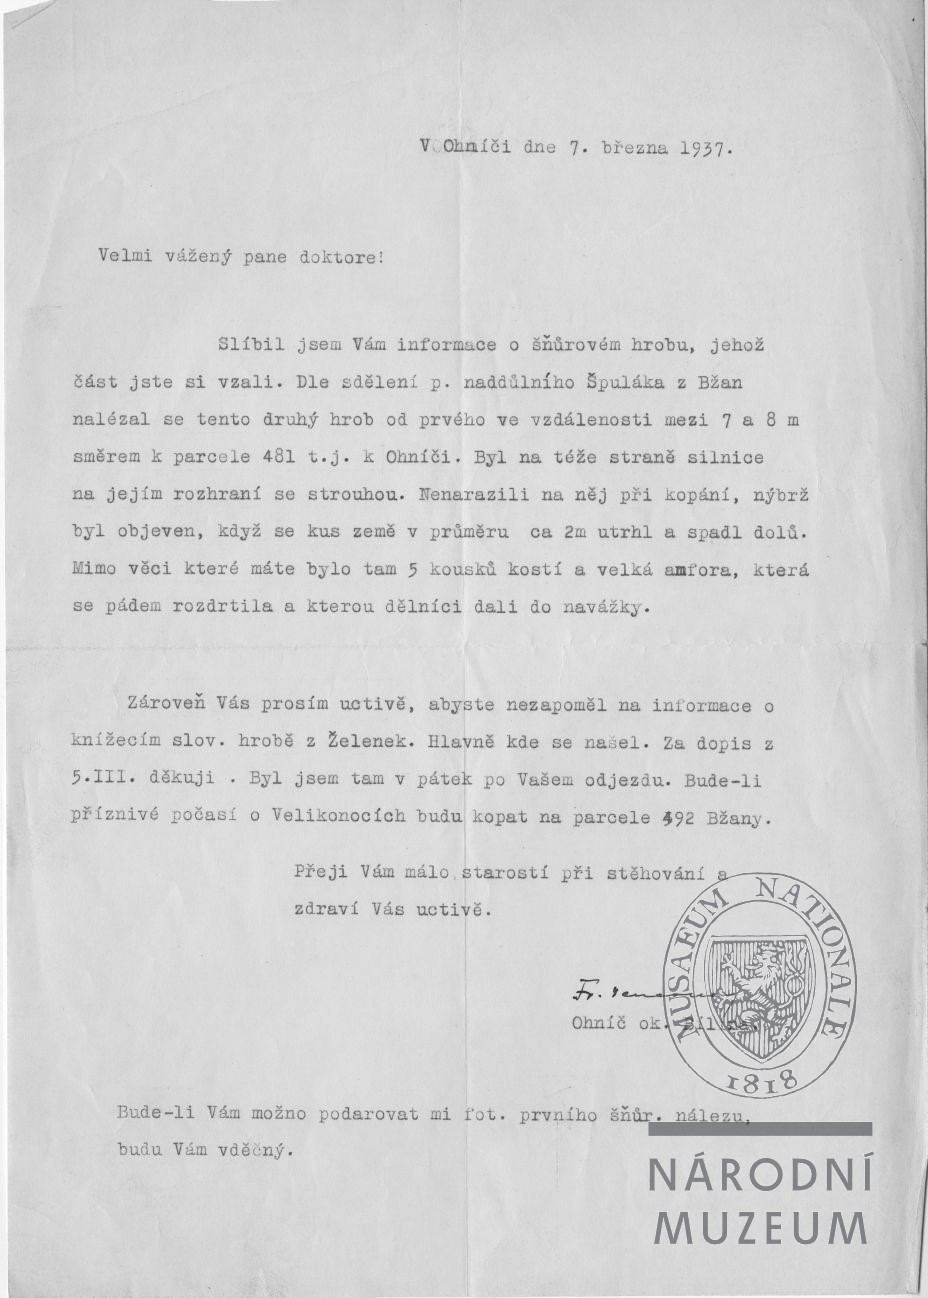 V Ohníči dne 7. března 1937.
Velmi vážený pane doktore!
Slíbil jsem Vám informace o šňůrovém hrobu, jehož
část jste si vzali. Dle sdělení p. naddůlního Špuláka z Bžan
nalézal se tento druhý hrob od prvého ve vzdálenosti mezi 7 a 8 m
směrem k parcele 481 t.j. k Ohníči. Byl na téže straně silnice
na jejím rozhraní se strouhou. Nenarazili na něj při kopání, nýbrž
byl objeven, když se kus země v průměru ca 2m utrhl a spadl dolů.
Mimo věci které máte bylo tam 5 kousků kostí a velká amfora, která
se pádem rozdrtila a kterou dělníci dali do navážky.
Zároveň Vás prosím uctivě, abyste nezapoměl na informace o
knížecím slov. hrobě z Želenek. Hlavně kde se našel. Za dopis z
5.III. děkuji . Byl jsem tam v pátek po Vašem odjezdu. Bude-li
příznivé počasí o Velikonocích budu kopat na parcele 492 Bžany.
Přeji Vám málo starostí při stěhování a
zdraví Vás uctivě.
Fr.
Ohníč ok.
MUSAEUM NATIONALE
1818
Bude-li Vám možno podarovat mi fot. prvního šňůr. nálezu,
budu Vám vděčný.
NÁRODNÍ
MUZEUM